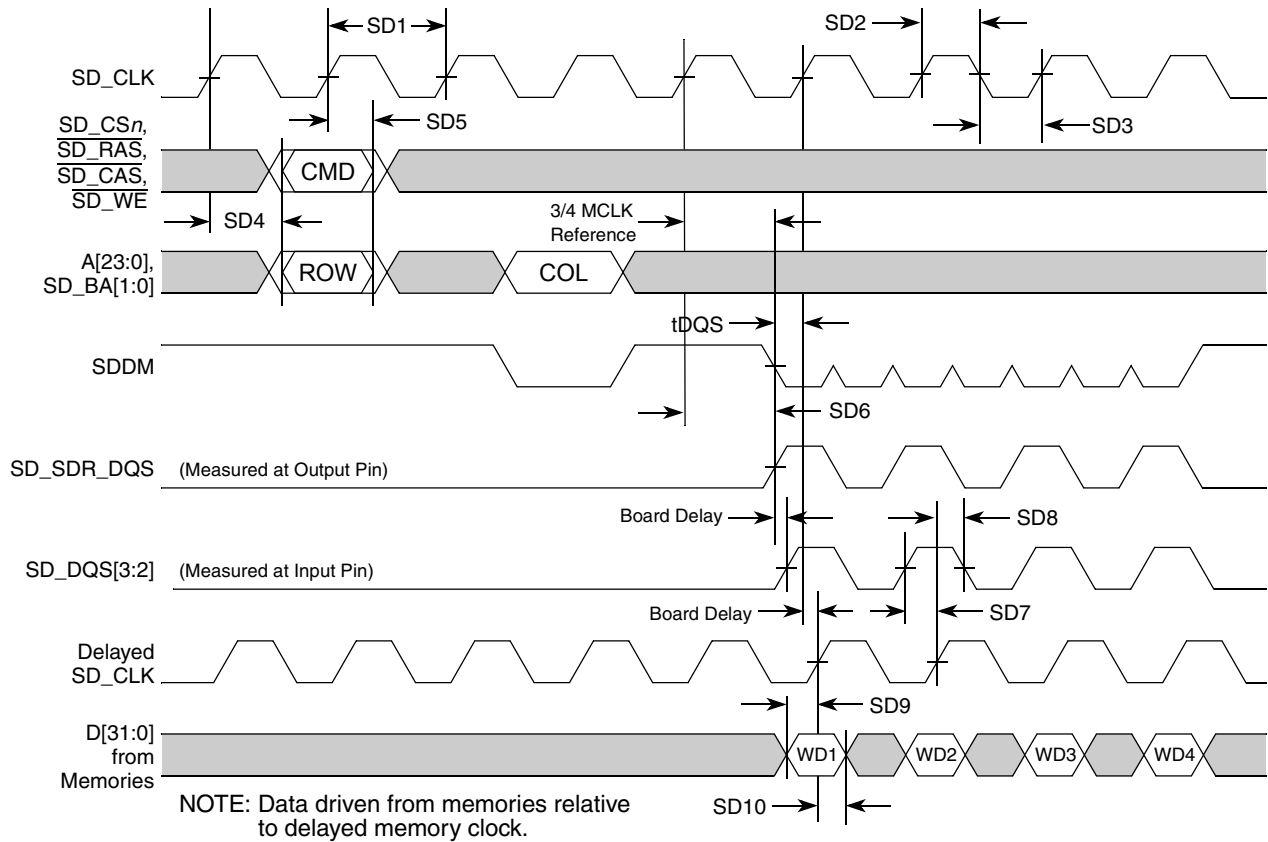 SD1
SD2
SD_CLK
SD3
SD5
SD_CSn,
SD_RAS,
SD_CAS,
SD_WE
CMD
SD4
3/4 MCLK
Reference
A[23:0],
SD_BA[1:0]
ROW
COL
tDQS
SDDM
SD6
SD_SDR_DQS
(Measured at Output Pin)
Board Delay
SD8
SD_DQS[3:2]
(Measured at Input Pin)
Board Delay
SD7
Delayed
SD_CLK
SD9
D[31:0]
from
Memories
WD1
WD2
WD3
WD4
NOTE: Data driven from memories relative
to delayed memory clock.
SD10